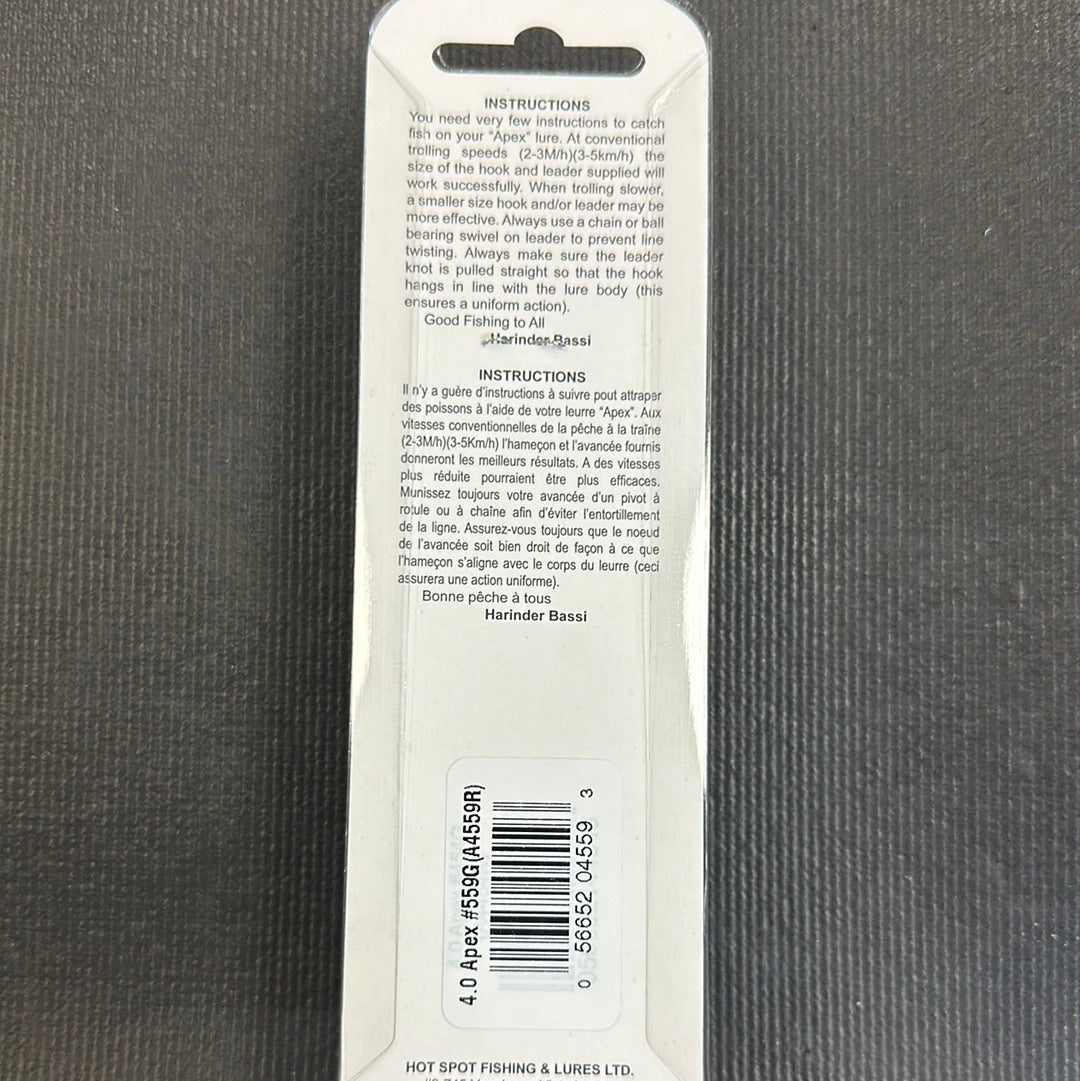 INSTRUCTIONS
You need very few instructions to catch
fish on your "Apex" lure. At conventional
trolling speeds (2-3M/h)(3-5km/h) the
size of the hook and leader supplied will
work successfully. When trolling slower,
a smaller size hook and/or leader may be
more effective. Always use a chain or ball
bearing swivel on leader to prevent line
twisting. Always make sure the leader
knot is pulled straight so that the hook
hangs in line with the lure body (this
ensures a uniform action).
Good Fishing to All
Harinder Bassi
INSTRUCTIONS
Il n'y a guère d'instructions à suivre pout attraper
des poissons à l'aide de votre leurre "Apex". Aux
vitesses conventionnelles de la pêche à la traîne
(2-3M/h)(3-5Km/h) l'hameçon et l'avancée fournis
donneront les meilleurs résultats. A des vitesses
plus réduite pourraient être plus efficaces.
Munissez toujours votre avancée d'un pivot à
rotule ou à chaîne afin d'éviter l'entortillement
de la ligne. Assurez-vous toujours que le noeud
de l'avancée soit bien droit de façon à ce que
l'hameçon s'aligne avec le corps du leurre (ceci
assurera une action uniforme).
Bonne pêche à tous
Harinder Bassi
4.0 Apex #559G(A4559R)
0 56652 04559 3
HOT SPOT FISHING & LURES LTD.